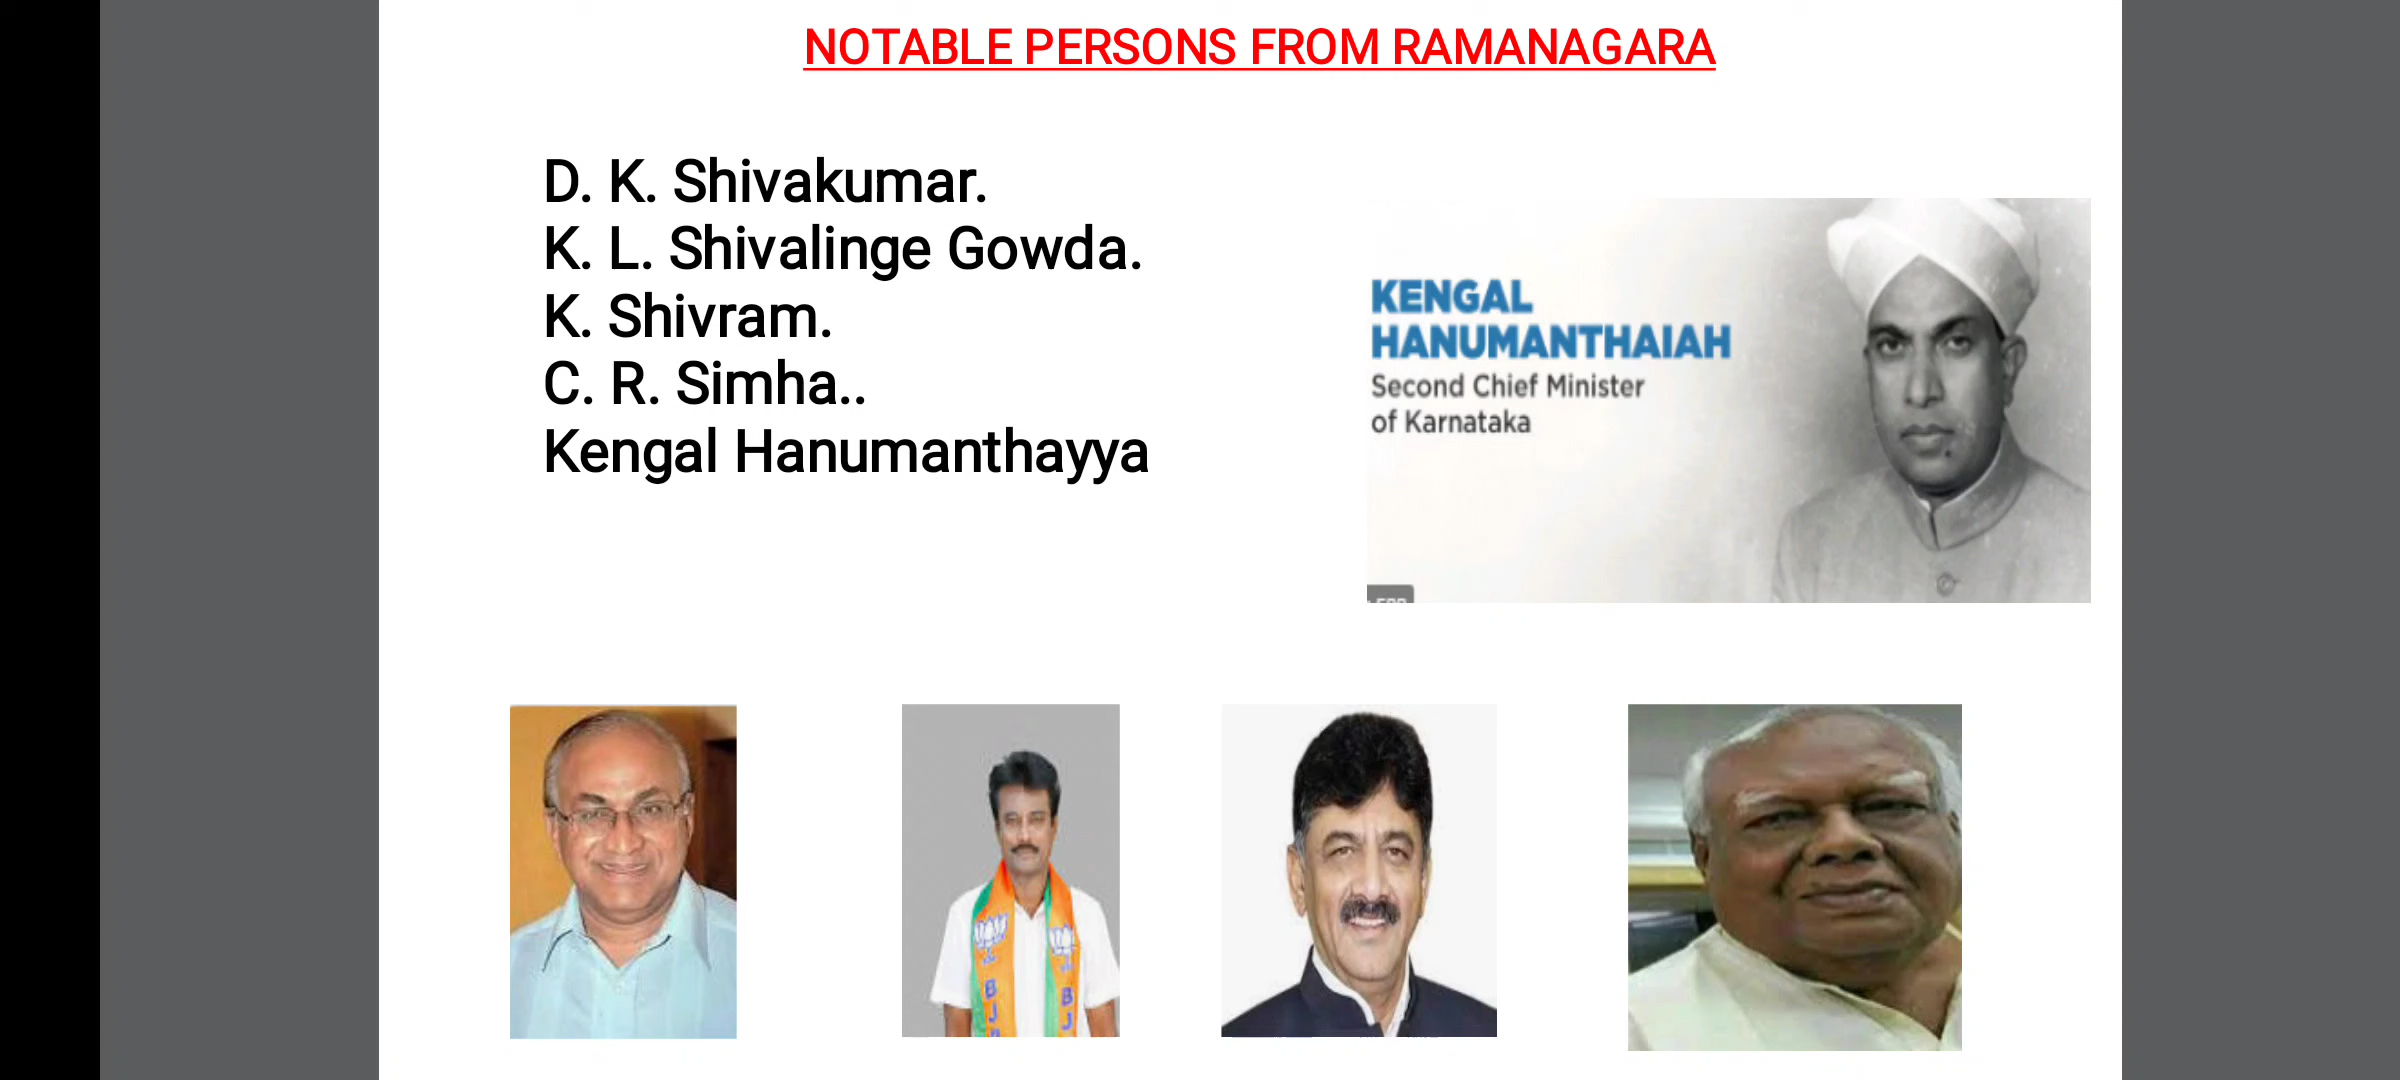 NOTABLE PERSONS FROM RAMANAGARA
D. K. Shivakumar.
K. L. Shivalinge Gowda.
K. Shivram.
C. R. Simha..
Kengal Hanumanthayya
KENGAL
HANUMANTHAIAH
Second Chief Minister
of Karnataka
B J
B J